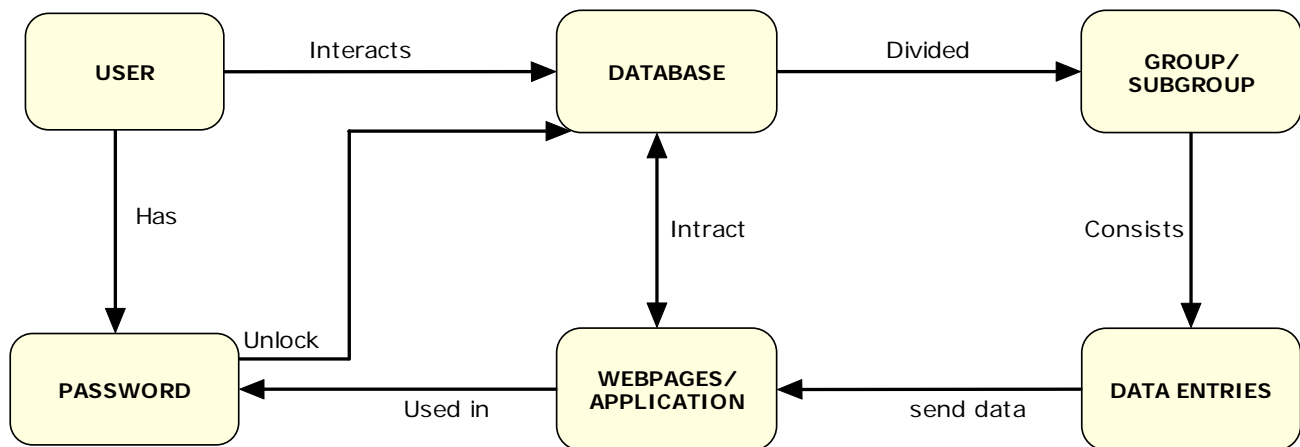 Interacts
Divided
USER
DATABASE
GROUP/
SUBGROUP
Has
Intract
Consists
Unlock
PASSWORD
WEBPAGES/
APPLICATION
DATA ENTRIES
Used in
send data